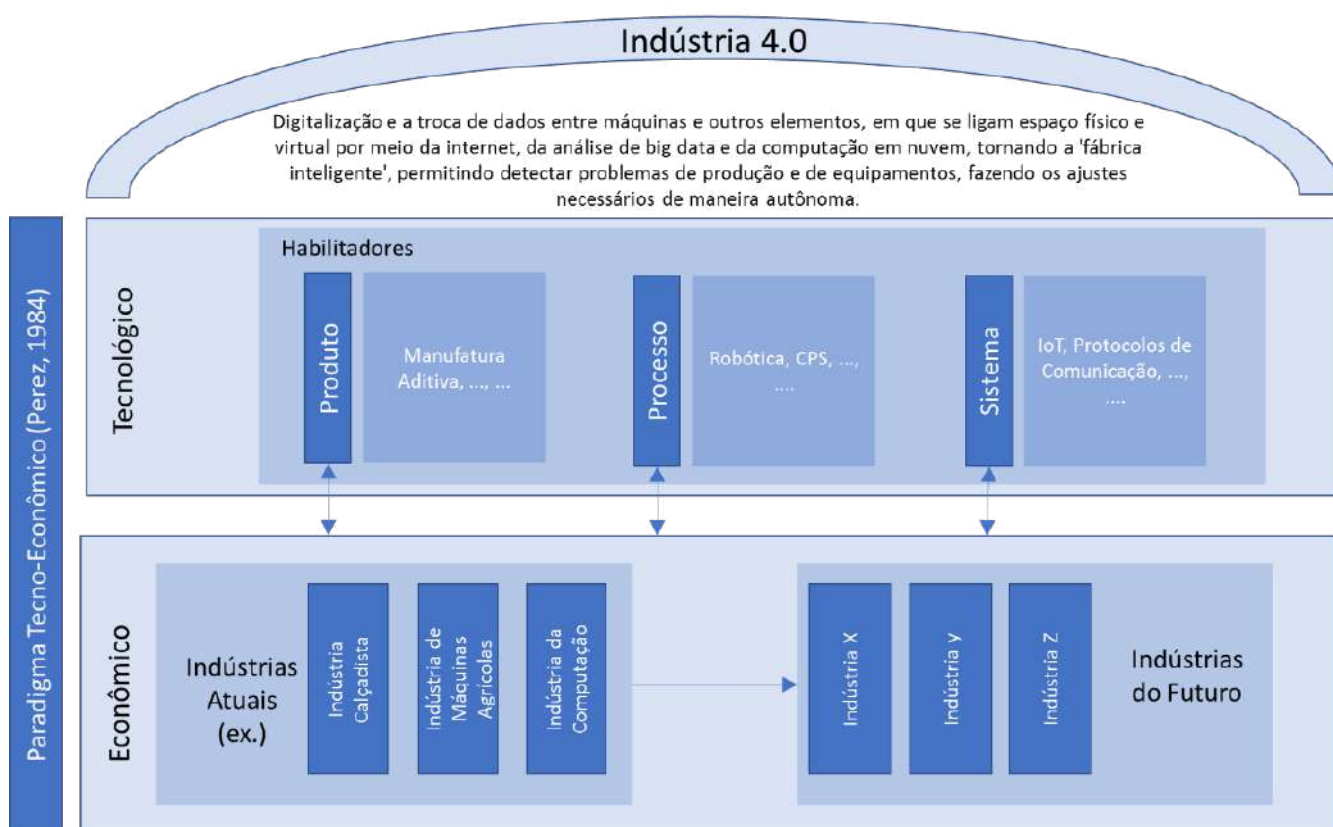 Indústria 4.0
Digitalização e a troca de dados entre máquinas e outros elementos, em que se ligam espaço físico e
virtual por meio da internet, da análise de big data e da computação em nuvem, tornando a 'fábrica
inteligente', permitindo detectar problemas de produção e de equipamentos, fazendo os ajustes
necessários de maneira autônoma.
Paradigma Tecno-Econômico (Perez, 1984)
Tecnológico
Habilitadores
Produto
Manufatura
Aditiva, ..., ...
Processo
Robótica, CPS, ...,
....
Sistema
IoT, Protocolos de
Comunicação, ...,
....
Econômico
Indústrias
Atuais
(ex.)
Indústria
Calçadista
Indústria de
Máquinas
Agrícolas
Indústria da
Computação
Indústria X
Indústria y
Indústria Z
Indústrias
do Futuro